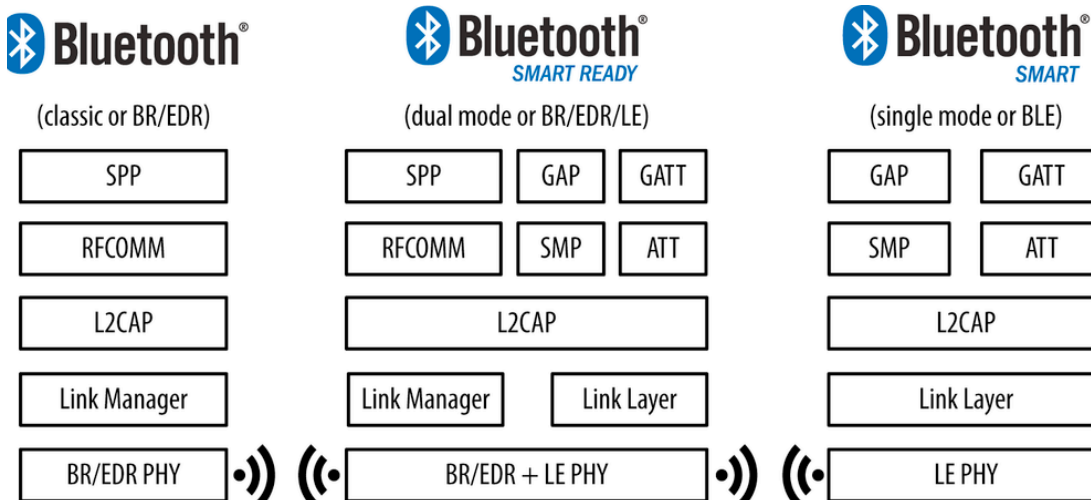 Bluetooth®
(classic or BR/EDR)
SPP
RFCOMM
L2CAP
Link Manager
BR/EDR PHY
Bluetooth®
SMART READY
(dual mode or BR/EDR/LE)
SPP GAP GATT
RFCOMM SMP ATT
L2CAP
Link Manager Link Layer
BR/EDR + LE PHY
Bluetooth®
SMART
(single mode or BLE)
GAP GATT
SMP ATT
L2CAP
Link Layer
LE PHY